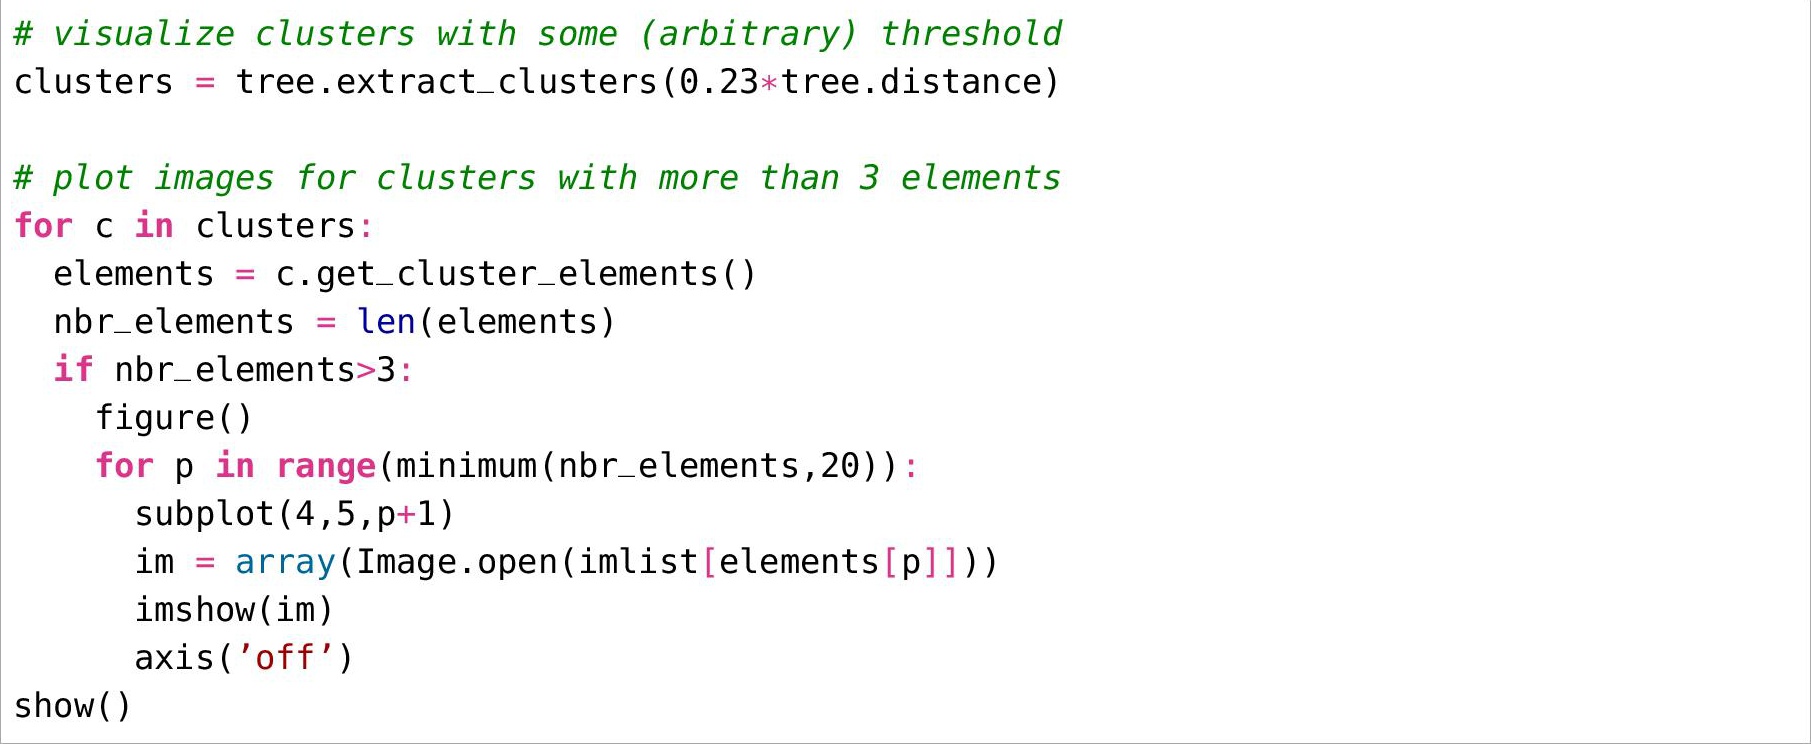 # visualize clusters with some (arbitrary) threshold
clusters = tree.extract_clusters(0.23*tree.distance)

# plot images for clusters with more than 3 elements
for c in clusters:
  elements = c.get_cluster_elements()
  nbr_elements = len(elements)
  if nbr_elements>3:
    figure()
    for p in range(minimum(nbr_elements,20)):
      subplot(4,5,p+1)
      im = array(Image.open(imlist[elements[p]]))
      imshow(im)
      axis(’off’)
show()